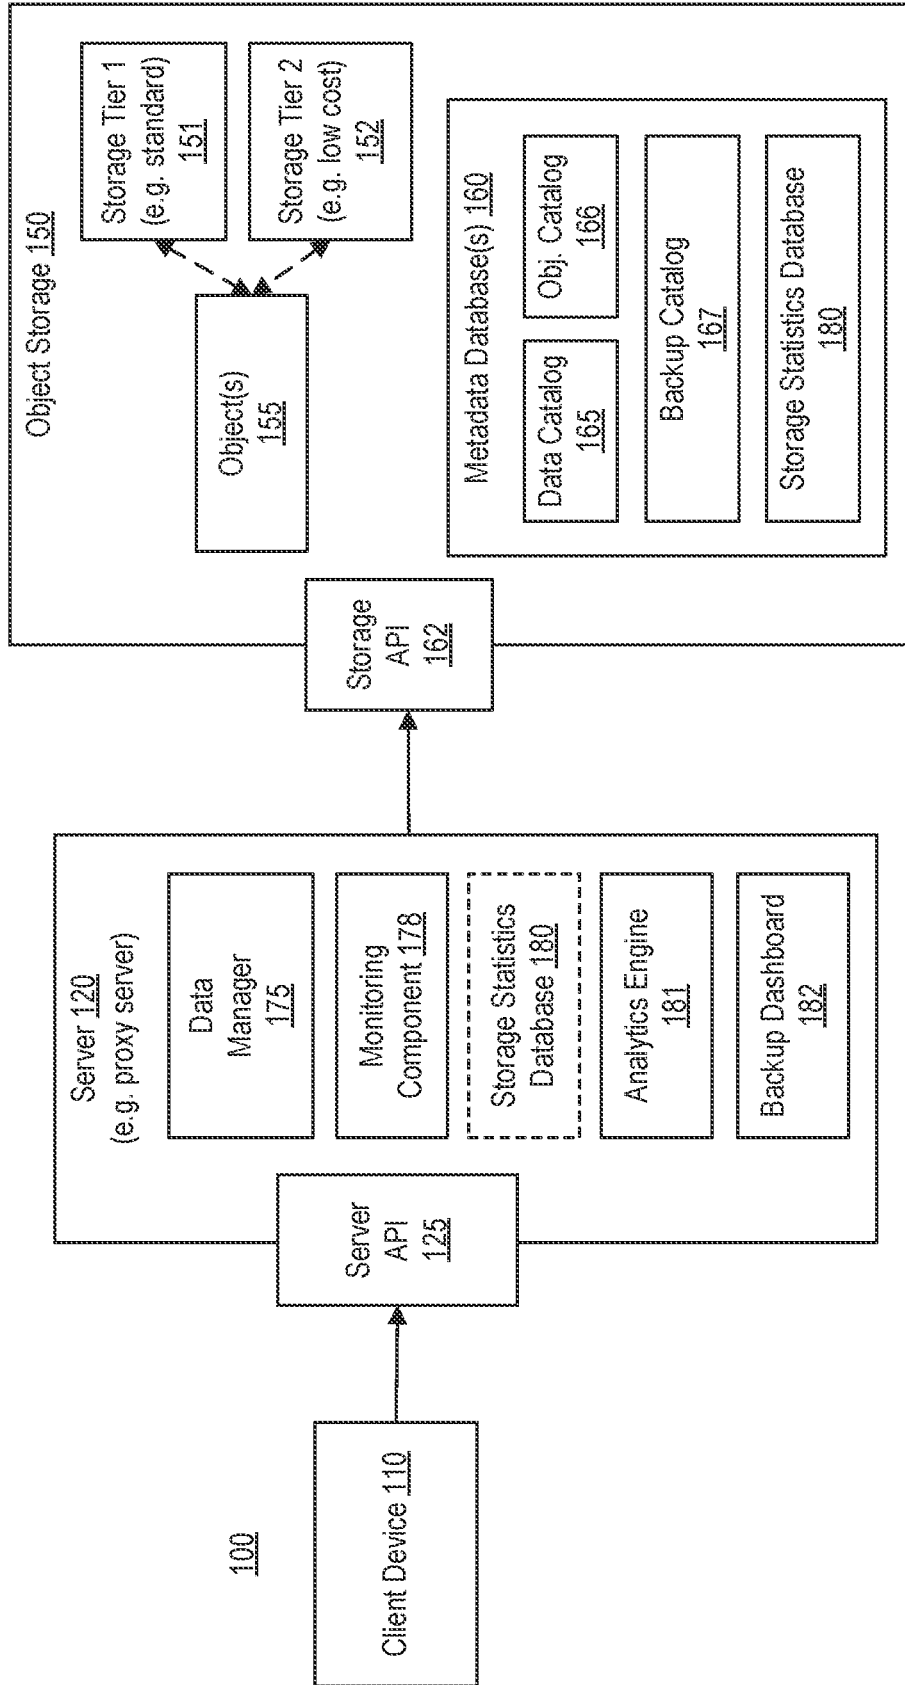 100
Client Device 110
Server 120
(e.g. proxy server)
Server
API
125
Data
Manager
175
Monitoring
Component 178
Storage Statistics
Database 180
Analytics Engine
181
Backup Dashboard
182
Object Storage 150
Storage
API
162
Object(s)
155
Storage Tier 1
(e.g. standard)
151
Storage Tier 2
(e.g. low cost)
152
Metadata Database(s) 160
Data Catalog
165
Obj. Catalog
166
Backup Catalog
167
Storage Statistics Database
180